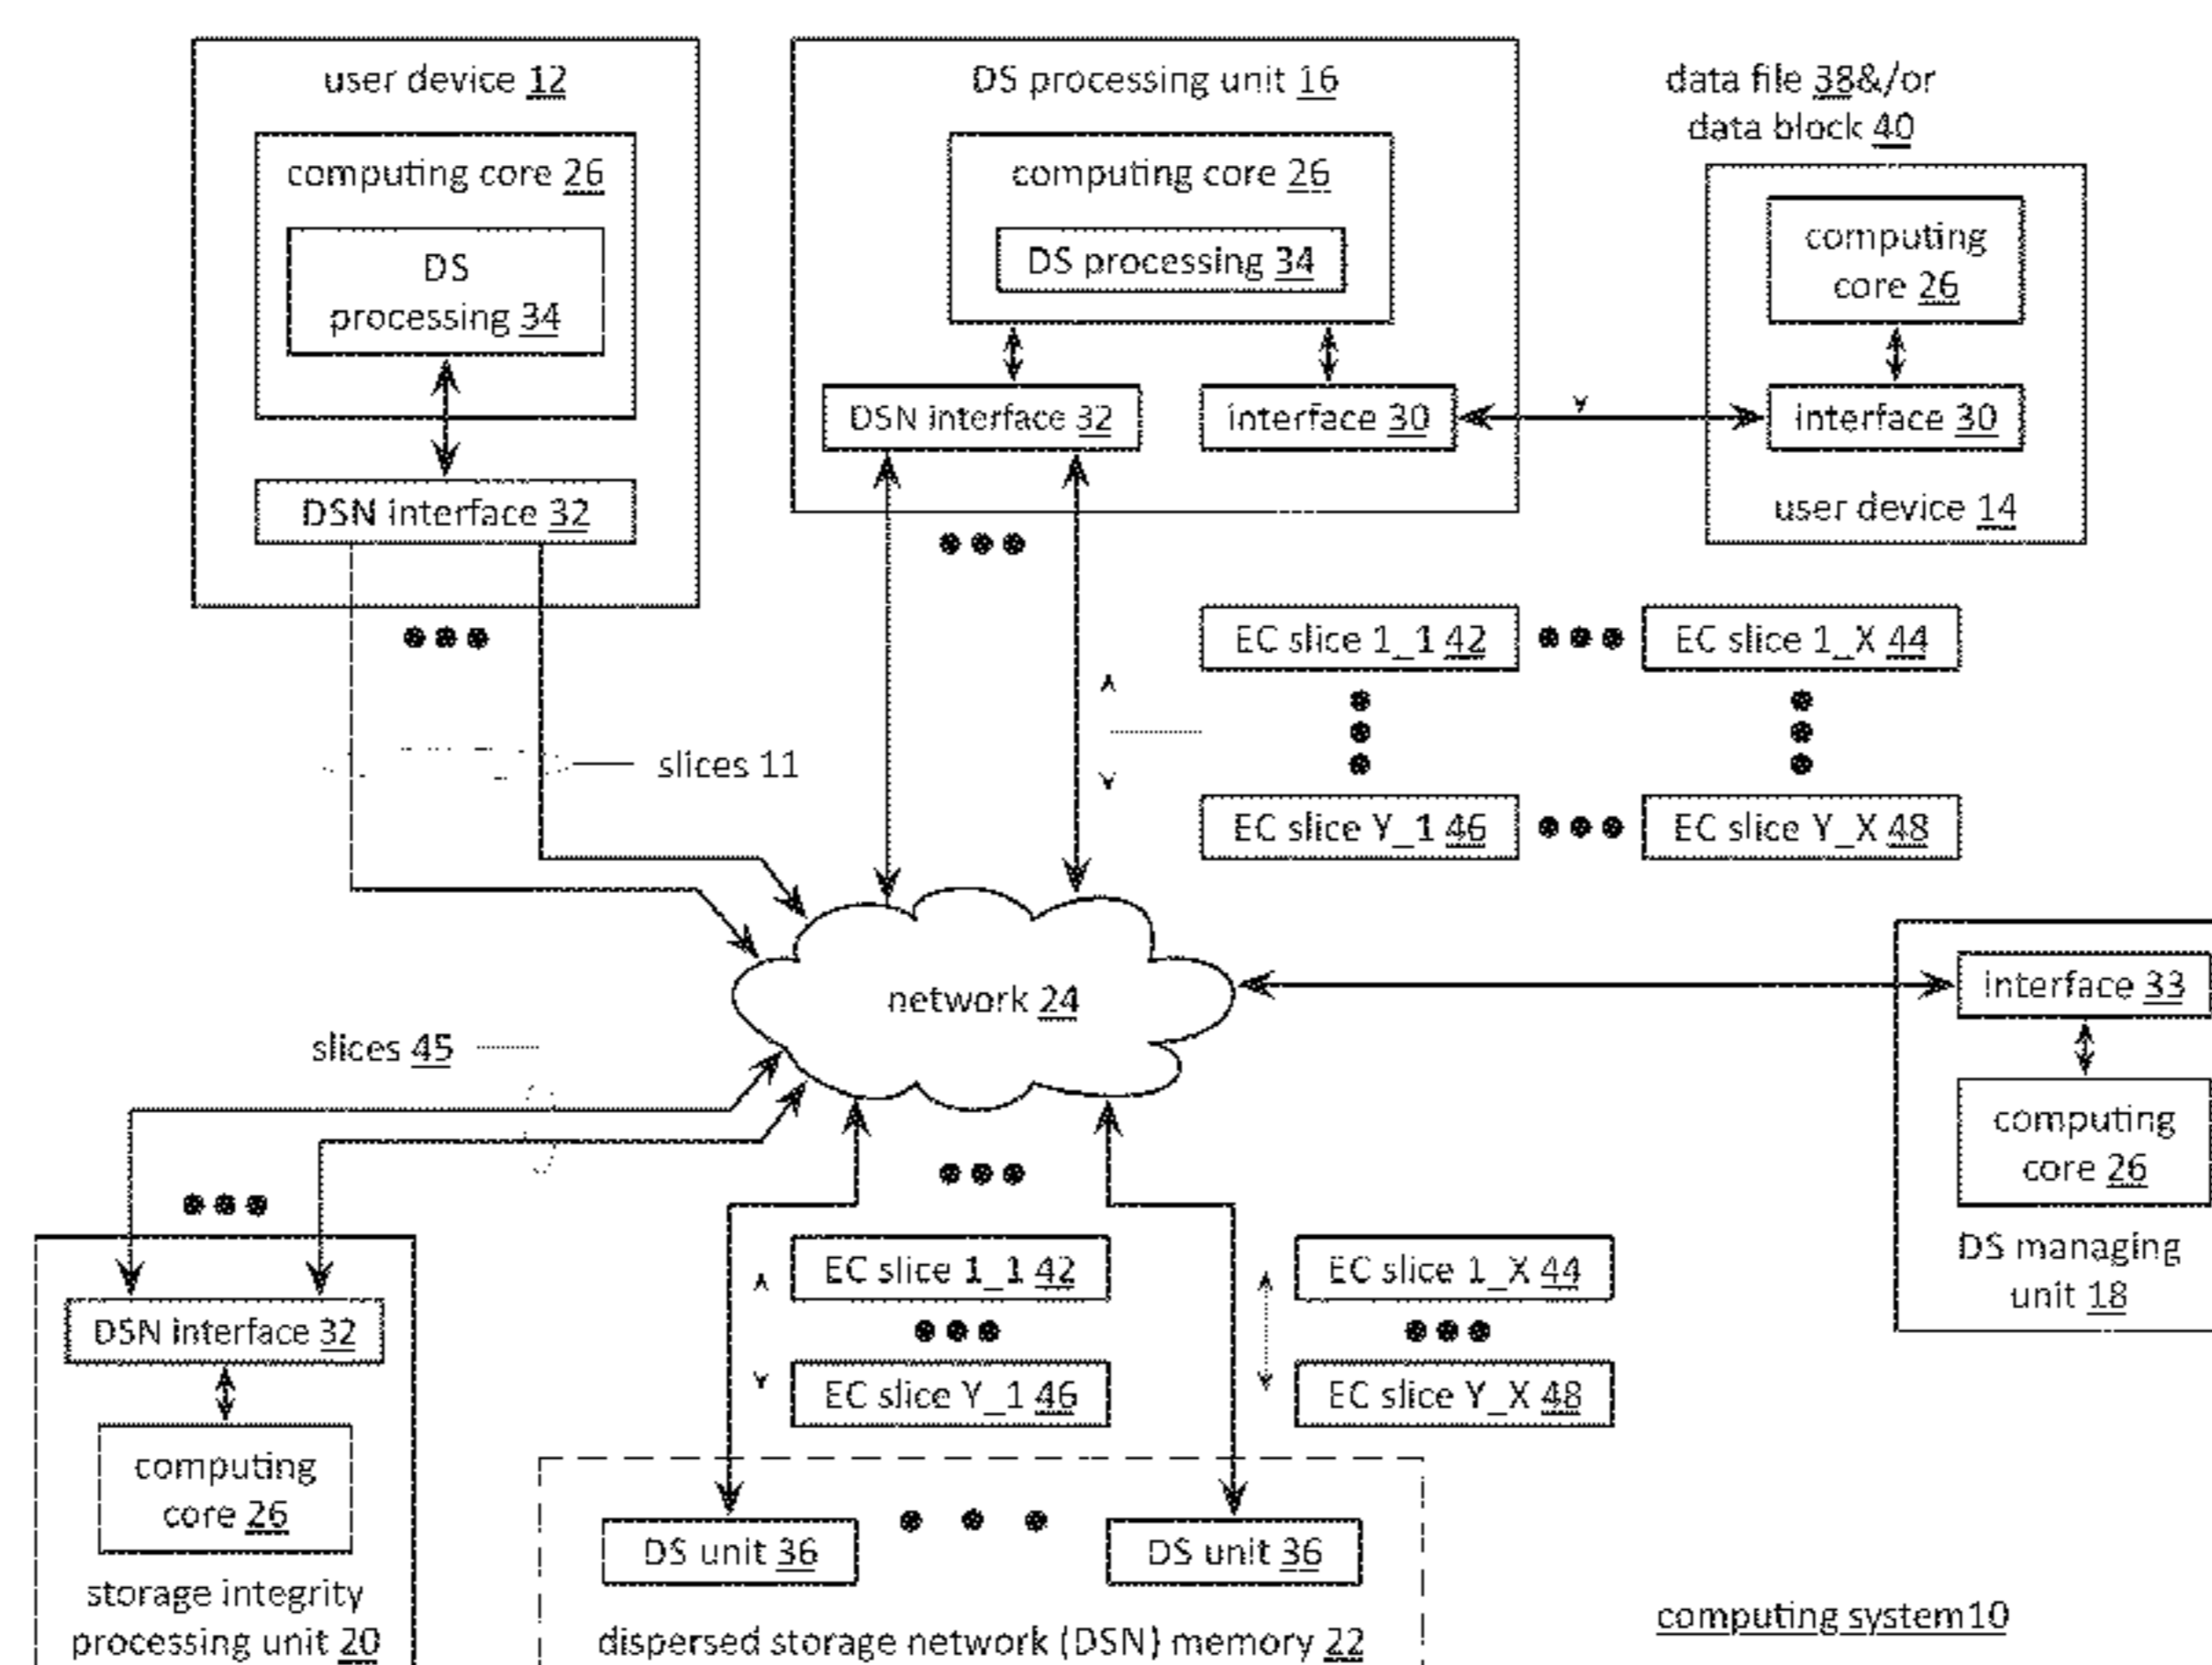 user device 12
computing core 26
DS
processing 34
DSN interface 32
DS processing unit 16
computing core 26
DS processing 34
DSN interface 32
interface 30
data file 38&/or
data block 40
computing
core 26
interface 30
user device 14
slices 11
EC slice 1_1 42
EC slice 1_X 44
EC slice Y_1 46
EC slice Y_X 48
network 24
interface 33
computing
core 26
DS managing
unit 18
slices 45
DSN interface 32
computing
core 26
storage integrity
processing unit 20
EC slice 1_1 42
EC slice Y_1 46
EC slice 1_X 44
EC slice Y_X 48
DS unit 36
DS unit 36
dispersed storage network (DSN) memory 22
computing system10